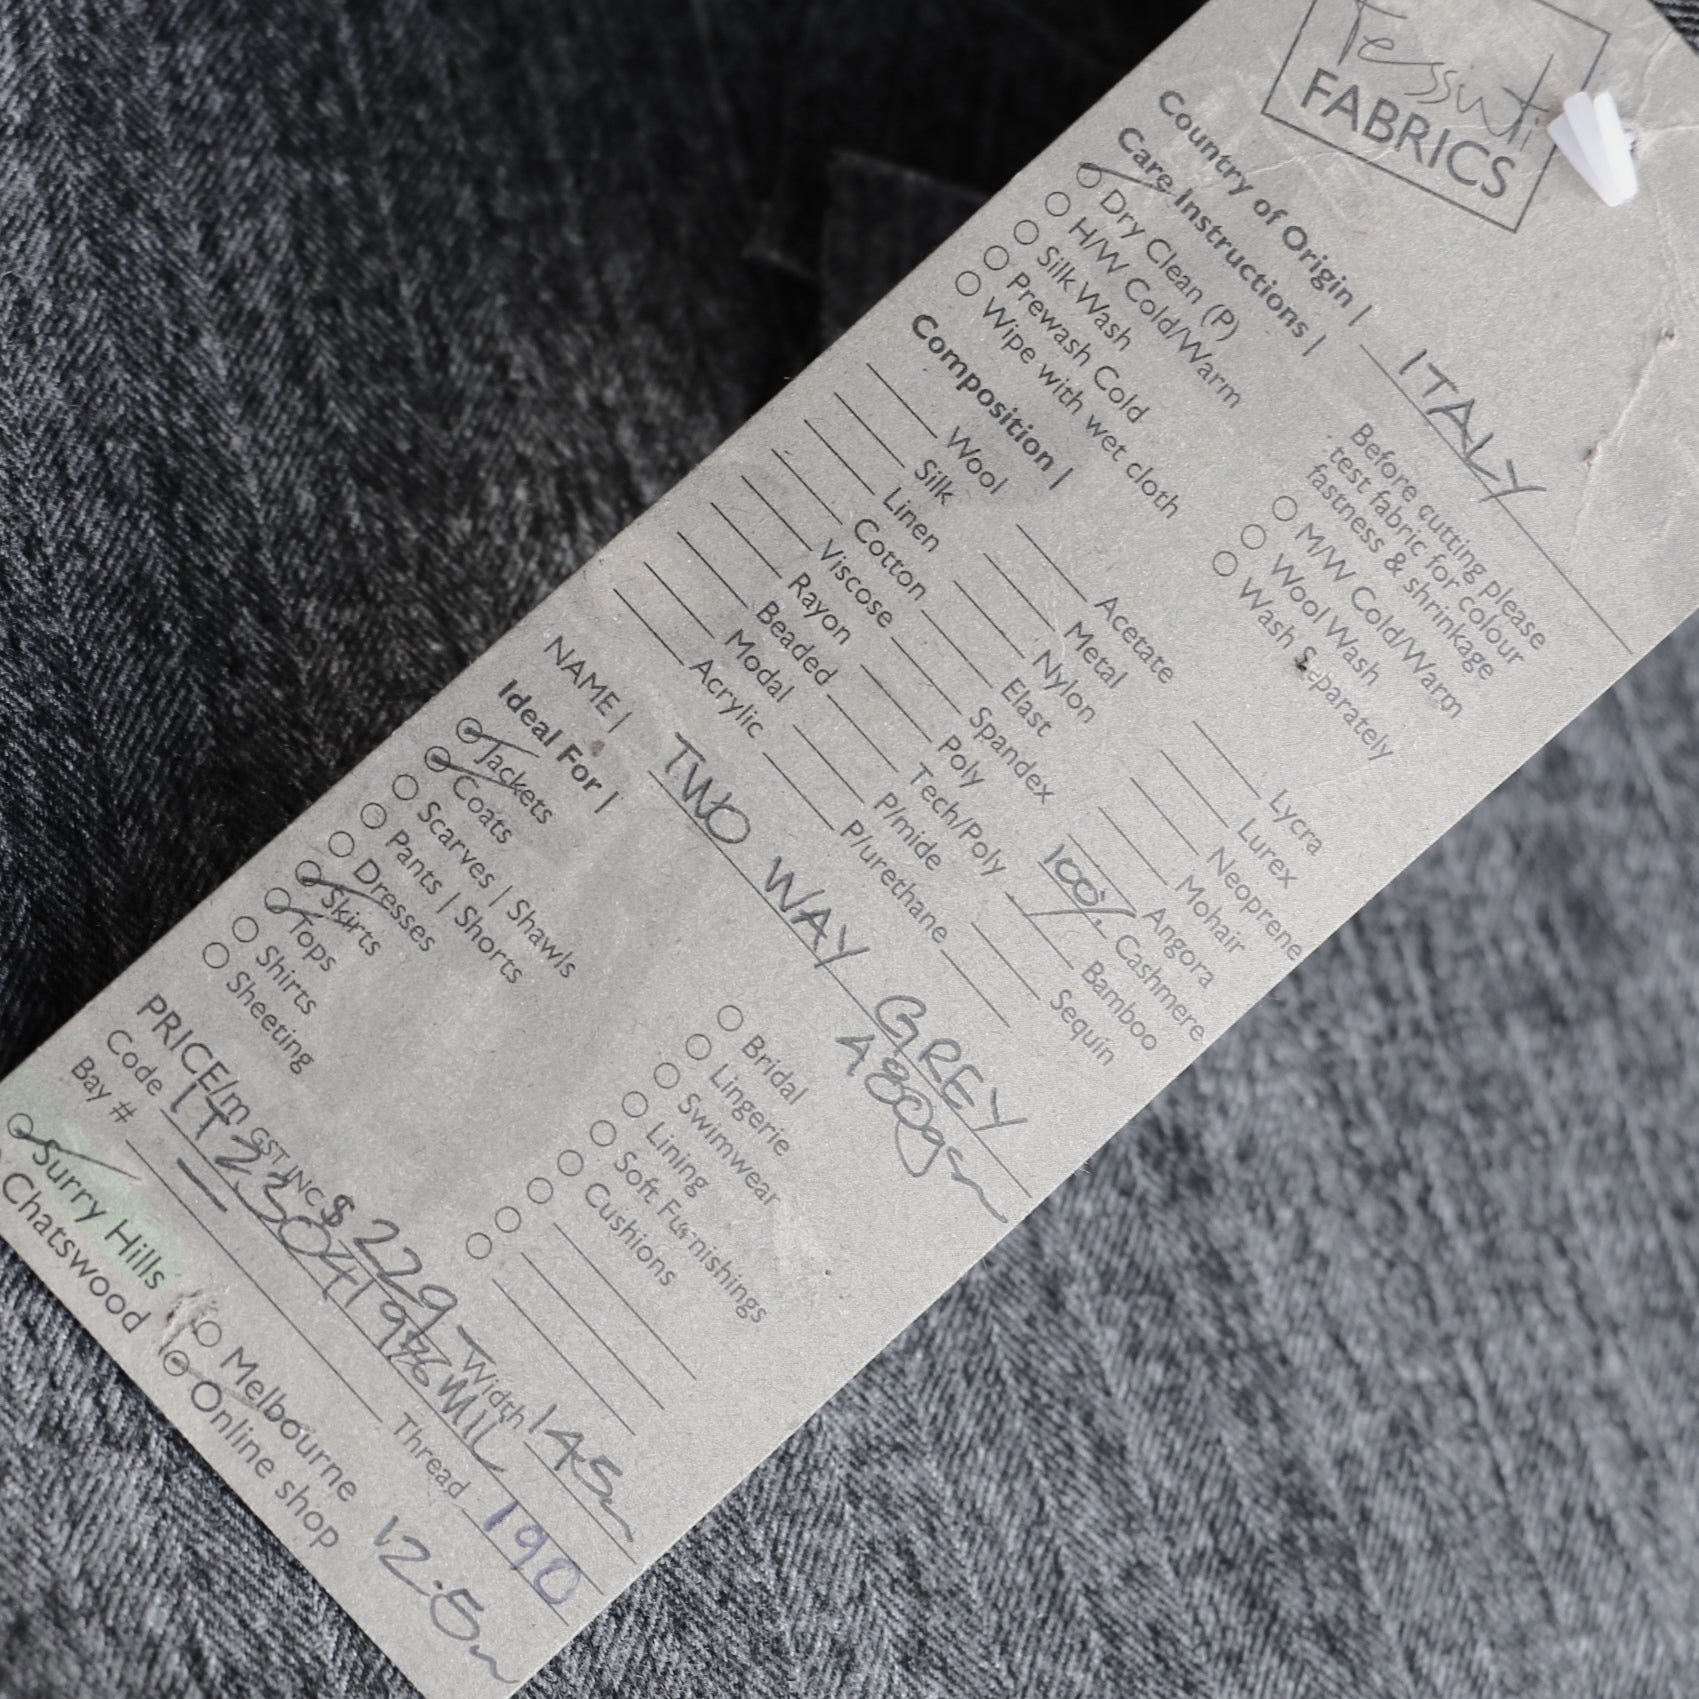 Tessuti
FABRICS
Country of Origin | ITALY
Care Instructions |
Dry Clean (P)
H/W Cold/Warm
Silk Wash
Prewash Cold
Wipe with wet cloth
Before cutting please
test fabric for colour
fastness & shrinkage
M/W Cold/Warm
Wool Wash
Wash Separately
Composition |
Wool
Silk
Linen
Cotton
Viscose
Rayon
Beaded
Modal
Acrylic
Acetate
Metal
Nylon
Elast
Spandex
Poly
Tech/Poly
P/mide
P/urethane
Lycra
Lurex
Neoprene
Mohair
Angora
100% Cashmere
Bamboo
Sequin
NAME | TWO WAY GREY
480gm
Ideal For |
Jackets
Coats
Scarves | Shawls
Pants | Shorts
Dresses
Skirts
Tops
Shirts
Sheeting
Bridal
Lingerie
Swimwear
Lining
Soft Furnishings
Cushions
PRICE/m GST INC $ 229 Width 145
Code
Bay # Thread 190
Surry Hills
Chatswood
Melbourne
Online shop
12.5m